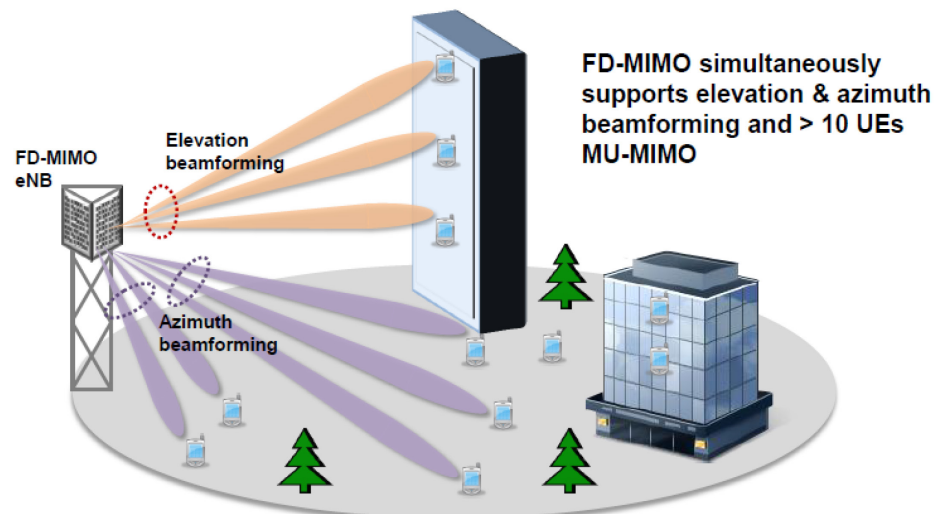 FD-MIMO simultaneously
supports elevation & azimuth
beamforming and > 10 UEs
MU-MIMO
Elevation
beamforming
FD-MIMO
eNB
Azimuth
beamforming